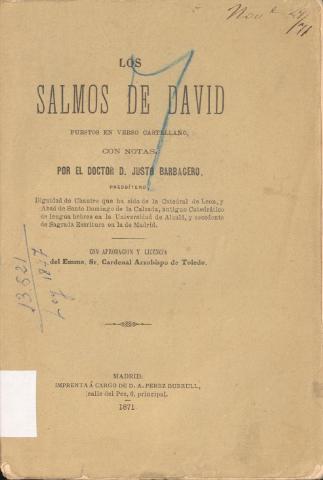 LOS
SALMOS DE DAVID
PUESTOS EN VERSO CASTELLANO,
CON NOTAS,
POR EL DOCTOR D. JUSTO BARBAGERO,
PRESBÍTERO
Dignidad de Chantre que ha sido de la Catedral de Leon, y
Abad de Santo Domingo de la Calzada, antiguo Catedrático
de lengua hebrea en la Universidad de Alcalá, y
de Sagrada Escritura en la de Madrid.
CON APROBACION Y LICENCIA
del Emmo. Sr. Cardenal Arzobispo de Toledo.
13.621
MADRID:
IMPRENTA Á CARGO DE D. A. PEREZ DUBRULL,
calle del Pez, 6, principal.
1871